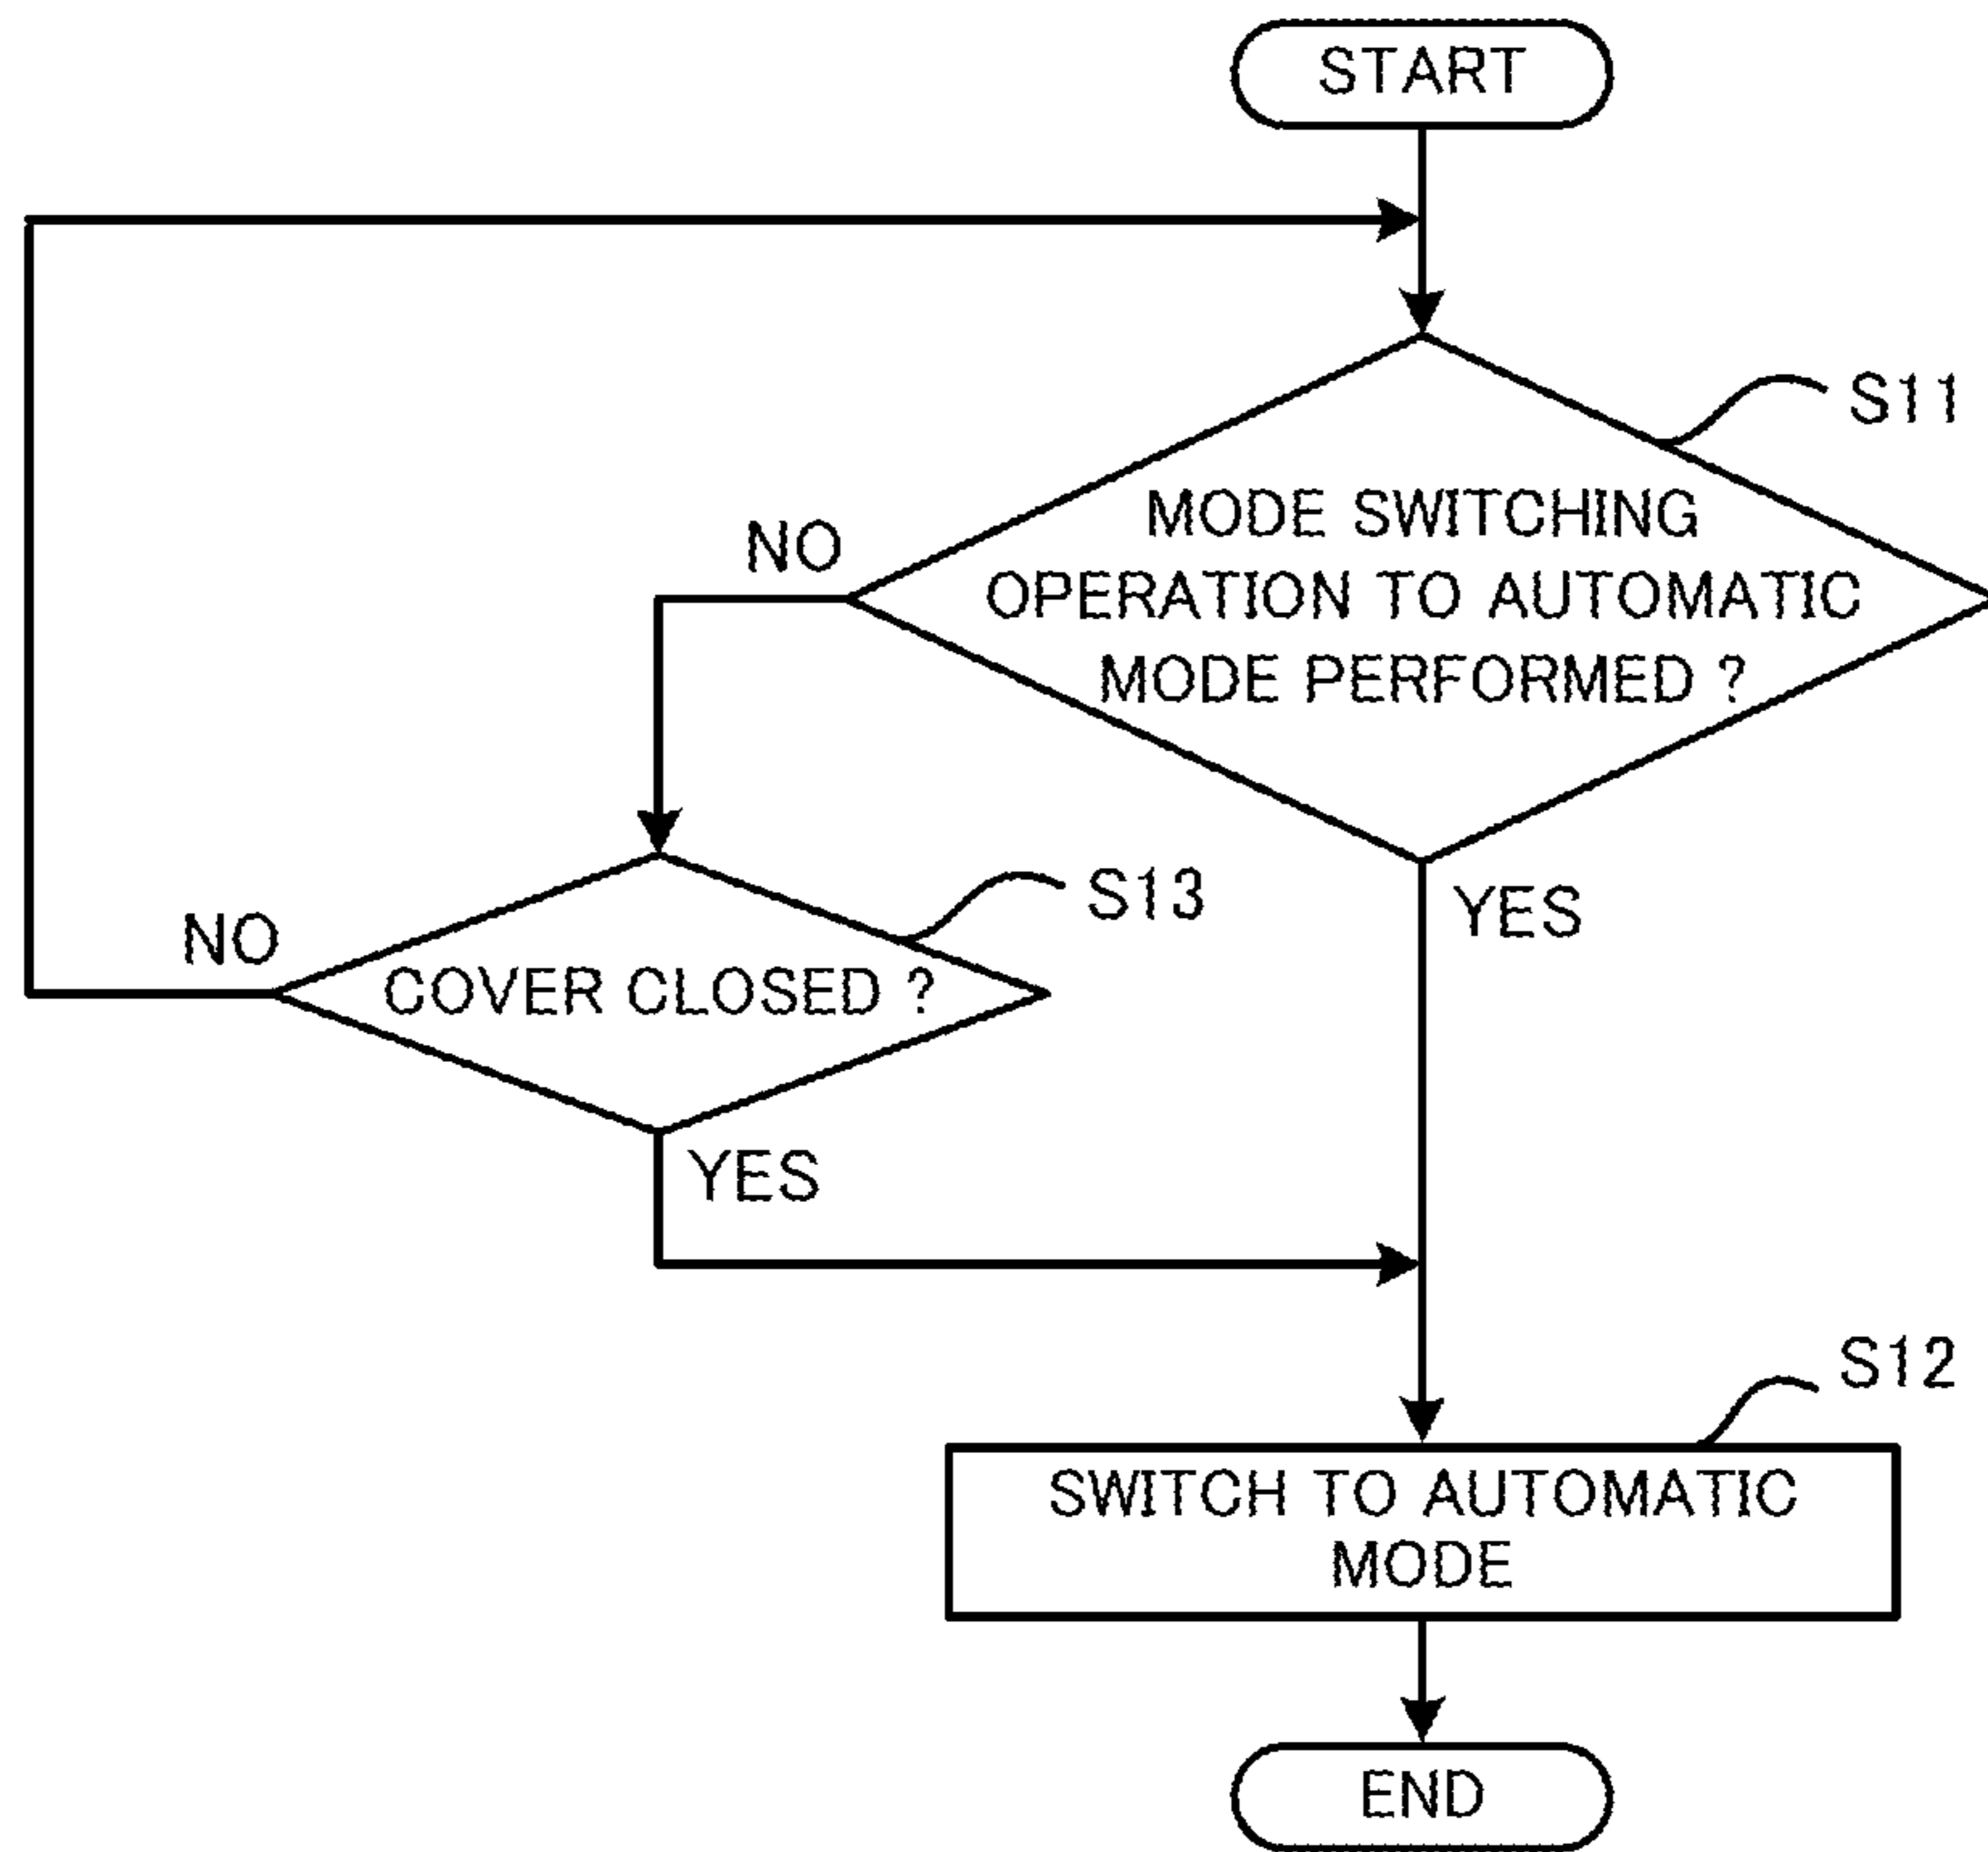 START
S11
MODE SWITCHING
OPERATION TO AUTOMATIC
MODE PERFORMED ?
NO
YES
S13
COVER CLOSED ?
NO
YES
S12
SWITCH TO AUTOMATIC
MODE
END